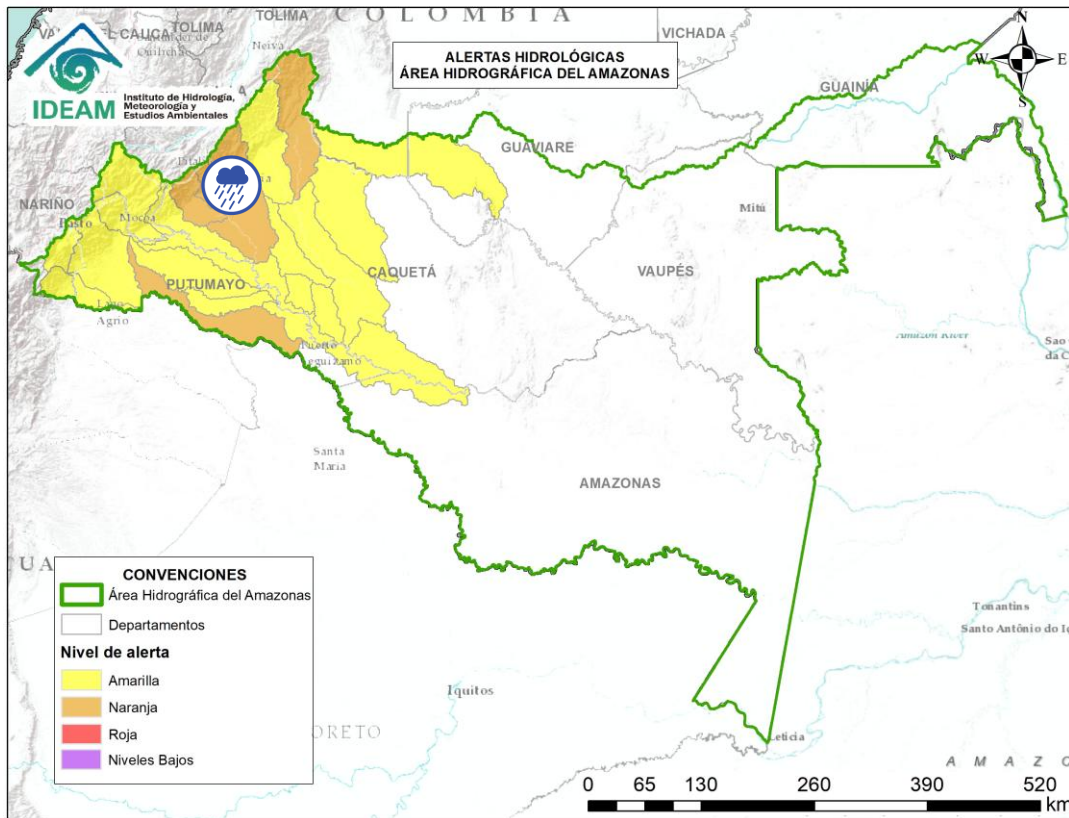 COLOMBIA
TOLIMA
TOLIMA
Neiva
VICHADA
IDEAM
Instituto de Hidrología,
Meteorología y
Estudios Ambientales
ALERTAS HIDROLÓGICAS
ÁREA HIDROGRÁFICA DEL AMAZONAS
N
W
E
S
GUAINÍA
GUAVIARE
NARIÑO
Pasto
Mocoa
Mitú
CAQUETÁ
VAUPÉS
PUTUMAYO
Lago
Agrio
Puerto
Leguizamo
Amazon River
Santa
Maria
AMAZONAS
CONVENCIONES
Área Hidrográfica del Amazonas
Departamentos
Nivel de alerta
Amarilla
Naranja
Roja
Niveles Bajos
Tonantins
Santo Antônio do Iç
Iquitos
ORETO
Leticia
A M A Z O
0 65 130 260 390 520
km